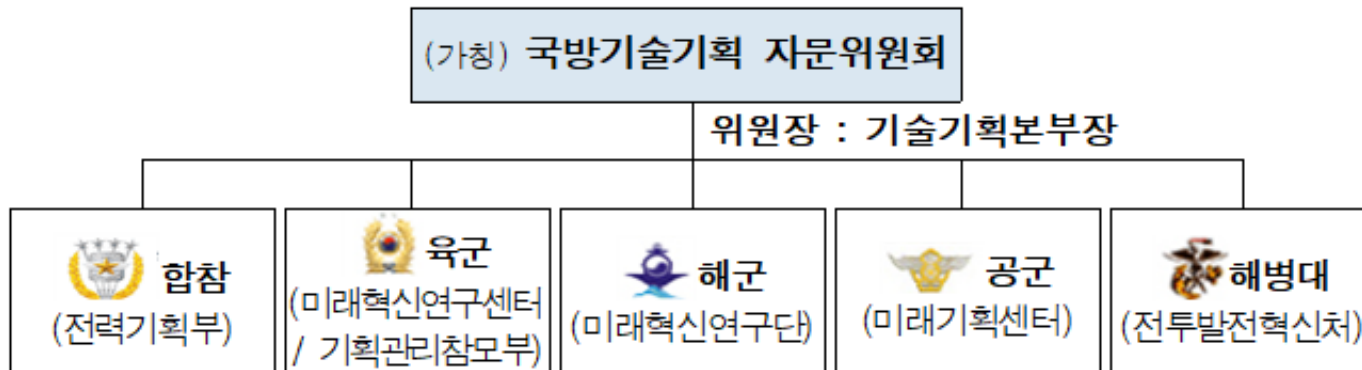 (가칭) 국방기술기획 자문위원회
위원장 : 기술기획본부장
합참
(전력기획부)
육군
(미래혁신연구센터
/ 기획관리참모부)
해군
(미래혁신연구단)
공군
(미래기획센터)
해병대
(전투발전혁신처)